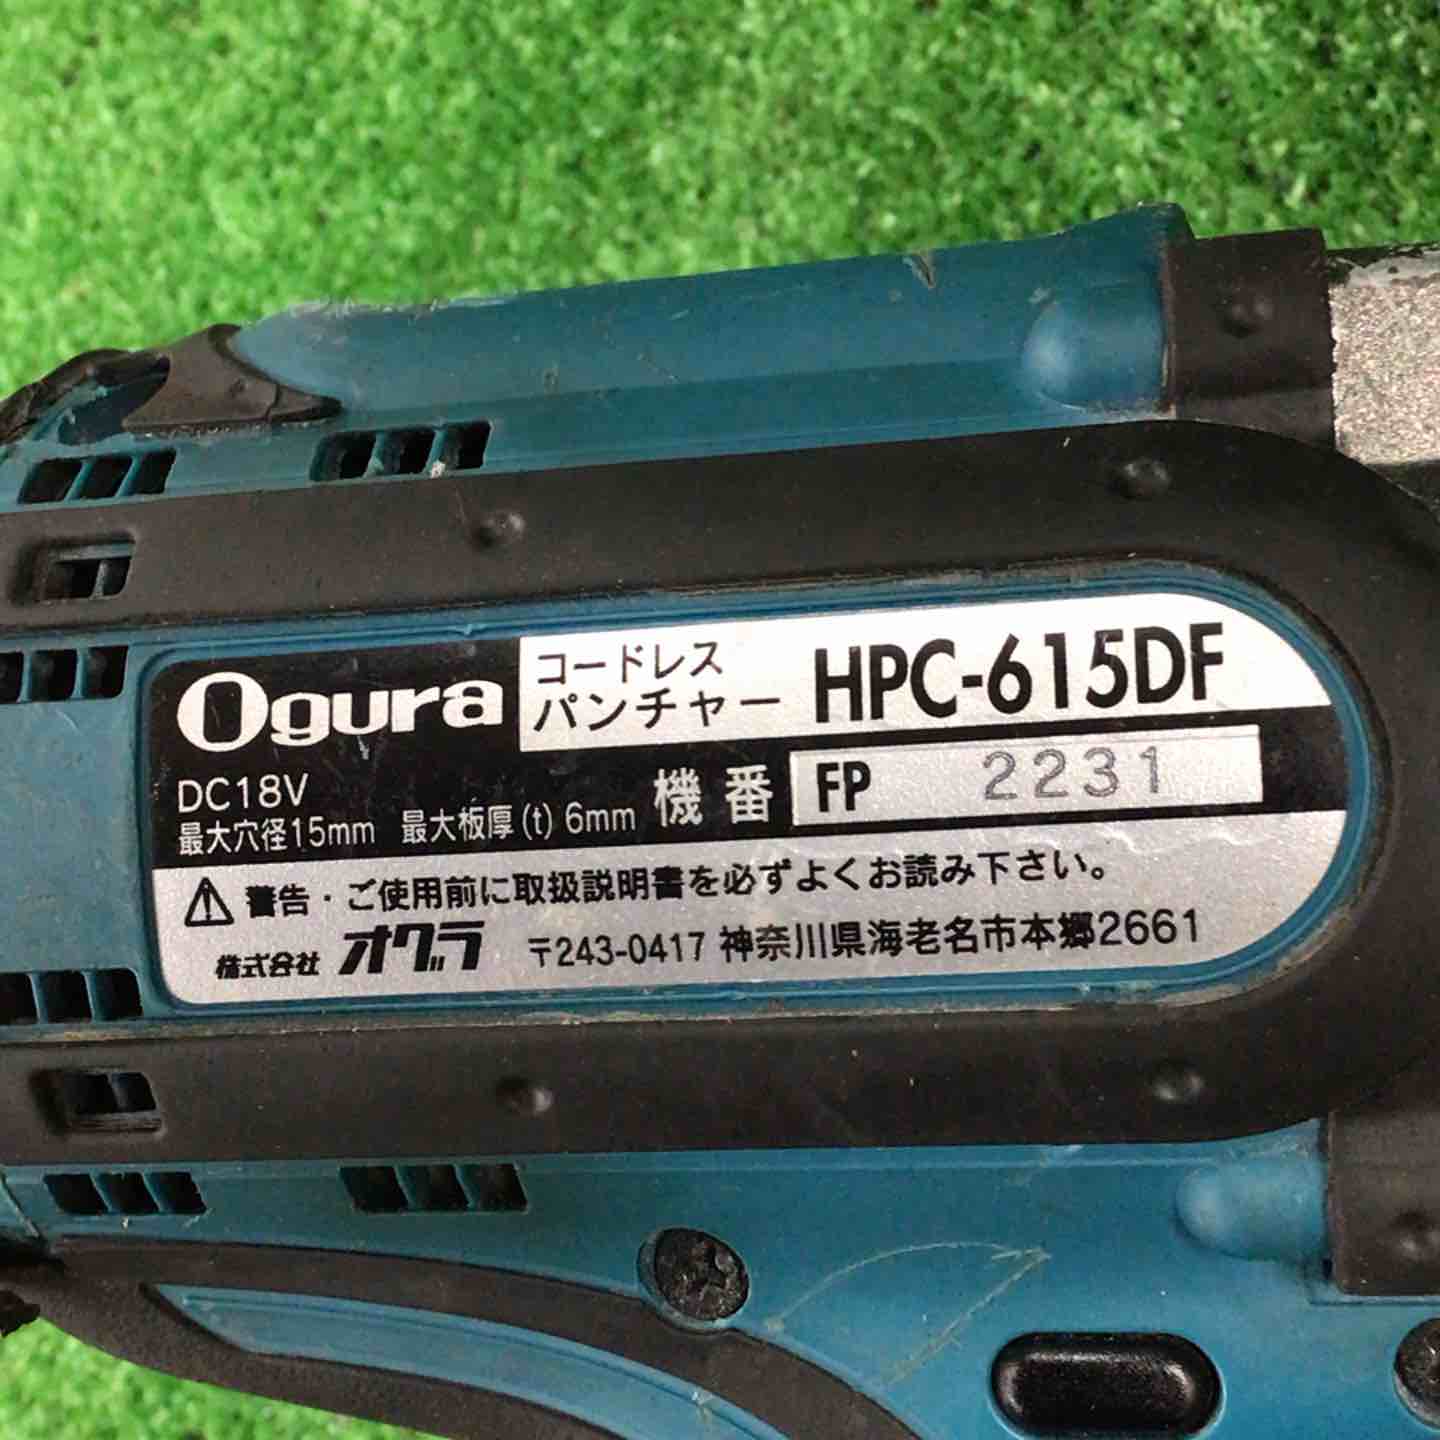 Ogura
コードレス
パンチャー HPC-615DF
DC18V
最大穴径15mm 最大板厚(t) 6mm
機番 FP 2231
警告・ご使用前に取扱説明書を必ずよくお読み下さい。
株式会社 オグラ 〒243-0417 神奈川県海老名市本郷2661